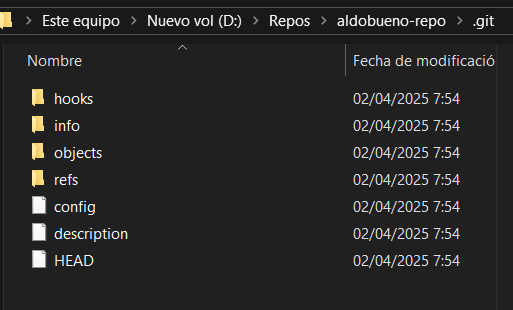 Este equipo > Nuevo vol (D:) > Repos > aldobueno-repo > .git
Nombre Fecha de modificació
hooks 02/04/2025 7:54
info 02/04/2025 7:54
objects 02/04/2025 7:54
refs 02/04/2025 7:54
config 02/04/2025 7:54
description 02/04/2025 7:54
HEAD 02/04/2025 7:54